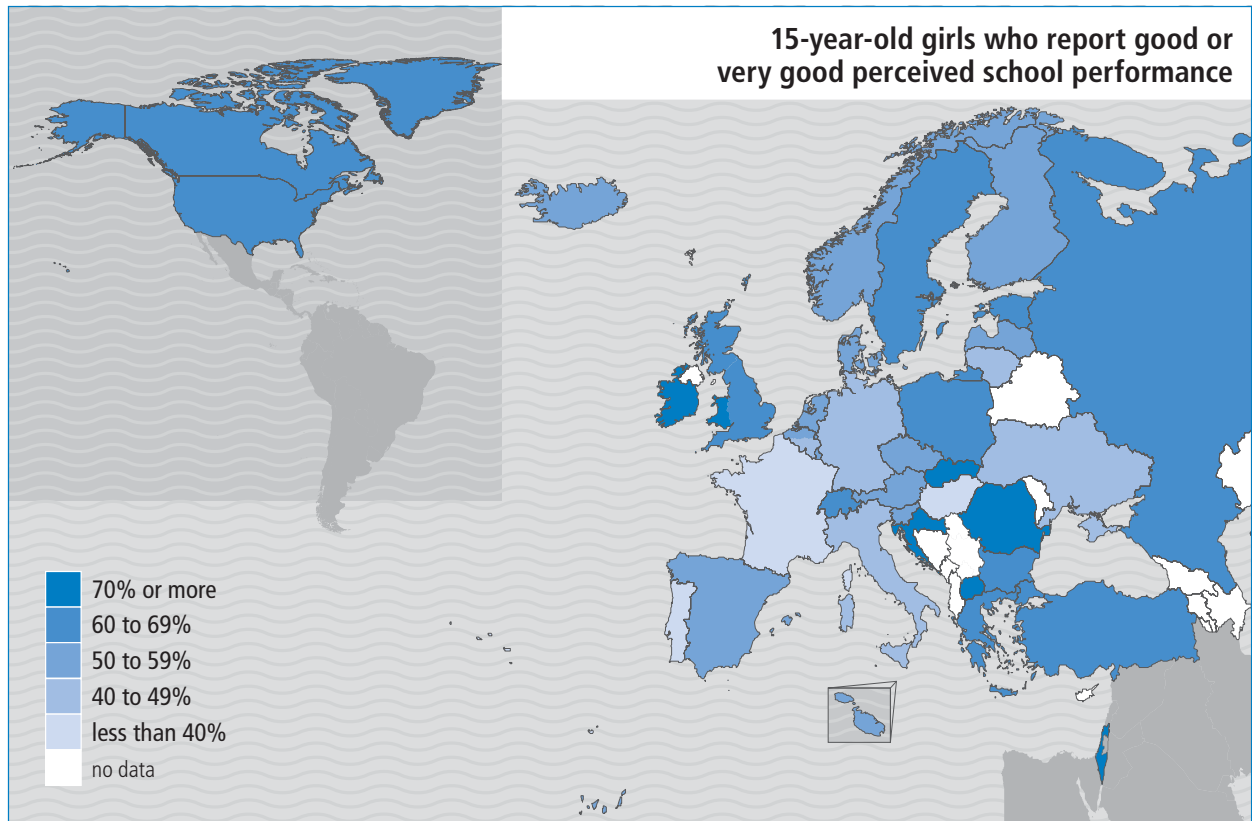 15-year-old girls who report good or
very good perceived school performance
70% or more
60 to 69%
50 to 59%
40 to 49%
less than 40%
no data